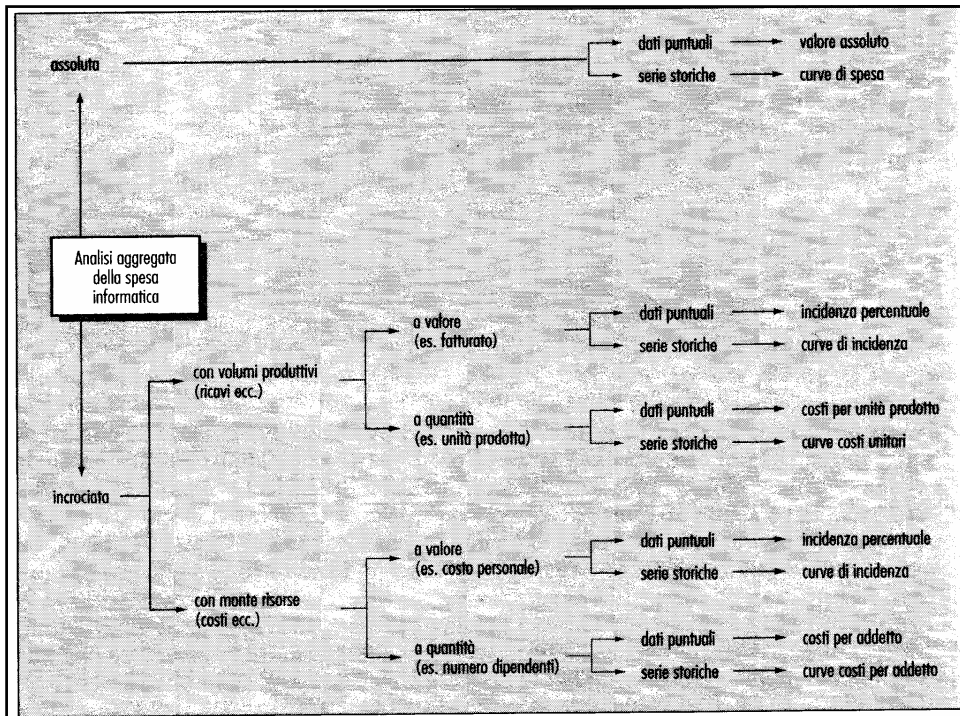 assoluta
dati puntuali
valore assoluto
serie storiche
curve di spesa
Analisi aggregata
della spesa
informatica
incrociata
con volumi produttivi
(ricavi ecc.)
a valore
(es. fatturato)
dati puntuali
incidenza percentuale
serie storiche
curve di incidenza
a quantità
(es. unità prodotta)
dati puntuali
costi per unità prodotta
serie storiche
curve costi unitari
con monte risorse
(costi ecc.)
a valore
(es. costo personale)
dati puntuali
incidenza percentuale
serie storiche
curve di incidenza
a quantità
(es. numero dipendenti)
dati puntuali
costi per addetto
serie storiche
curve costi per addetto